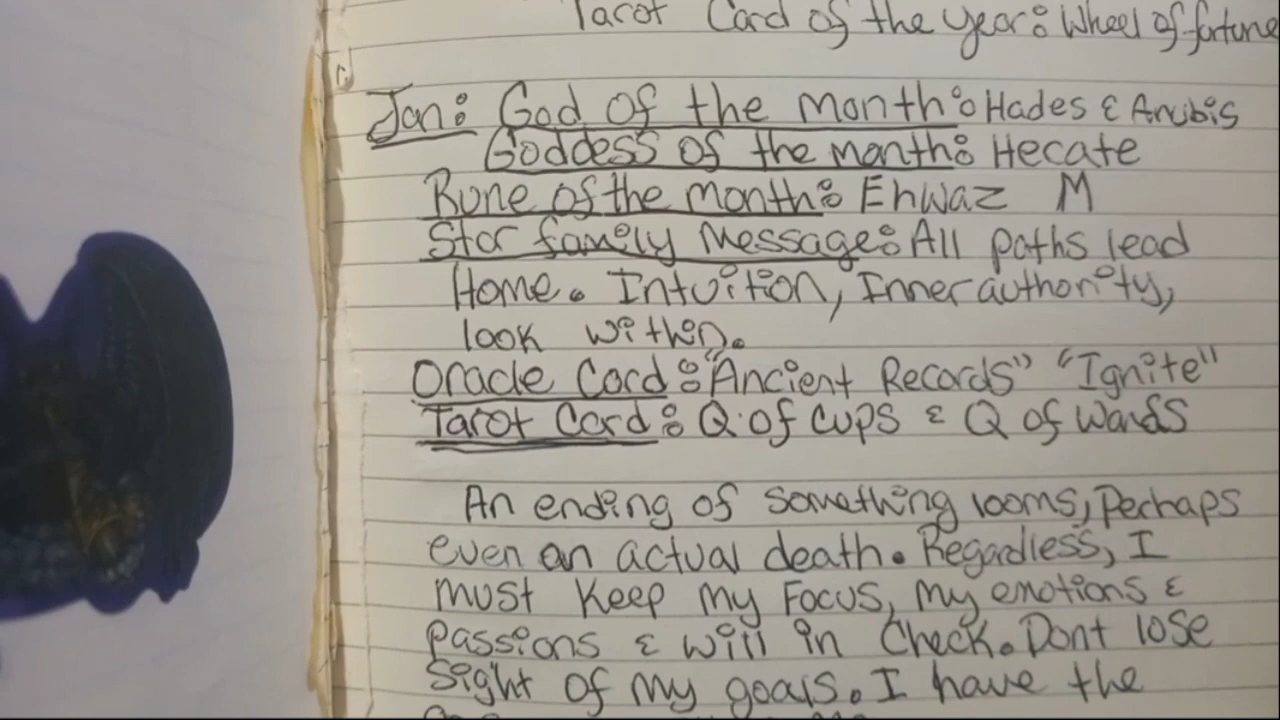 Tarot Card of the year: Wheel of fortune
Jan: God of the month: Hades & Anubis
Goddess of the month: Hecate
Rune of the month: Ehwaz M
Star family Message: All paths lead
Home. Intuition, Inner authority,
look within.
Oracle Card: "Ancient Records" "Ignite"
Tarot Card: Q. of Cups & Q of Wands
An ending of something looms, Perhaps
even an actual death. Regardless, I
must keep my Focus, my emotions &
passions & will in Check. Dont lose
sight of my goals. I have the